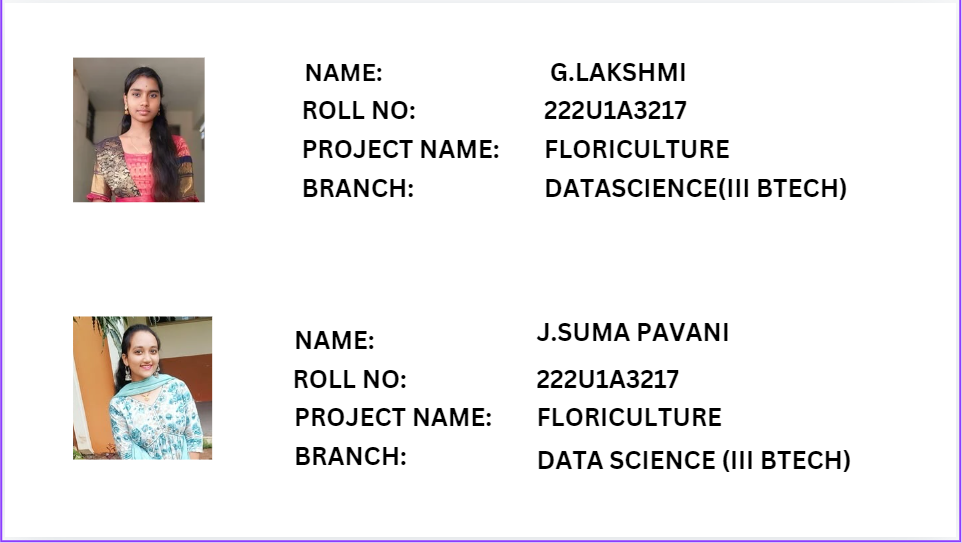 NAME: G.LAKSHMI
ROLL NO: 222U1A3217
PROJECT NAME: FLORICULTURE
BRANCH: DATASCIENCE(III BTECH)
NAME: J.SUMA PAVANI
ROLL NO: 222U1A3217
PROJECT NAME: FLORICULTURE
BRANCH: DATA SCIENCE (III BTECH)